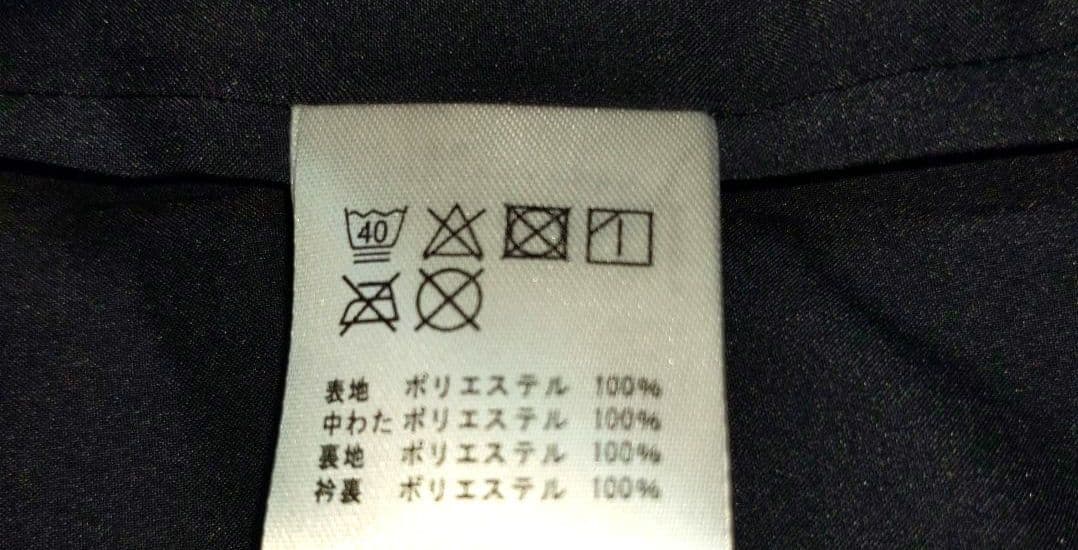 40
表地 ポリエステル 100%
中わた ポリエステル 100%
裏地 ポリエステル 100%
衿裏 ポリエステル 100%